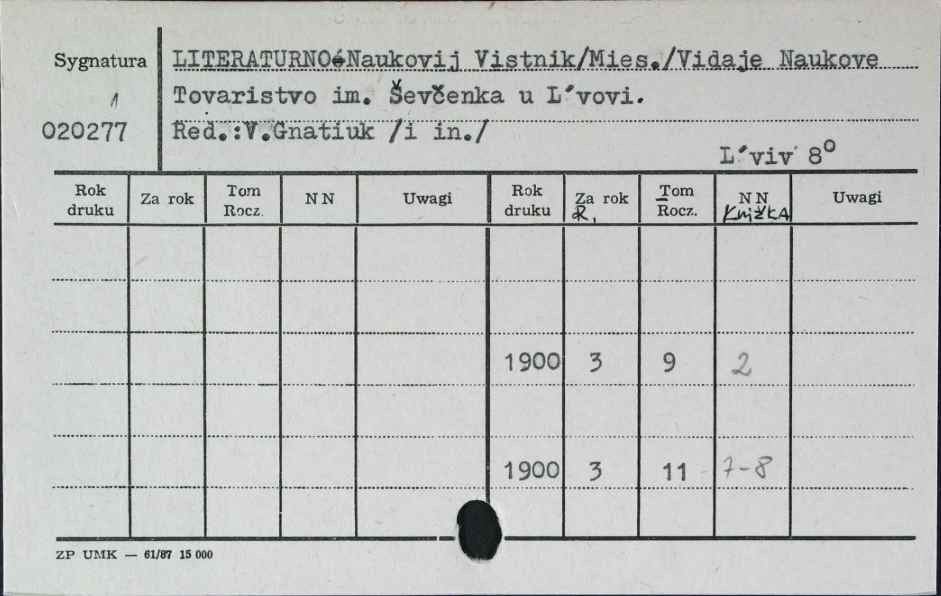 Sygnatura LITERATURNO-Naukovij Vistnik/Mies./Vidaje Naukove
1 Tovaristvo im. Ševčenka u L´vovi.
020277 Red.:V.Gnatiuk /i in./
L´viv 8°
Rok druku Za rok Tom Rocz. NN Uwagi Rok druku Za rok R. Tom Rocz. NN Knižka Uwagi
1900 3 9 2
1900 3 11 7-8
ZP UMK — 61/87 15 000